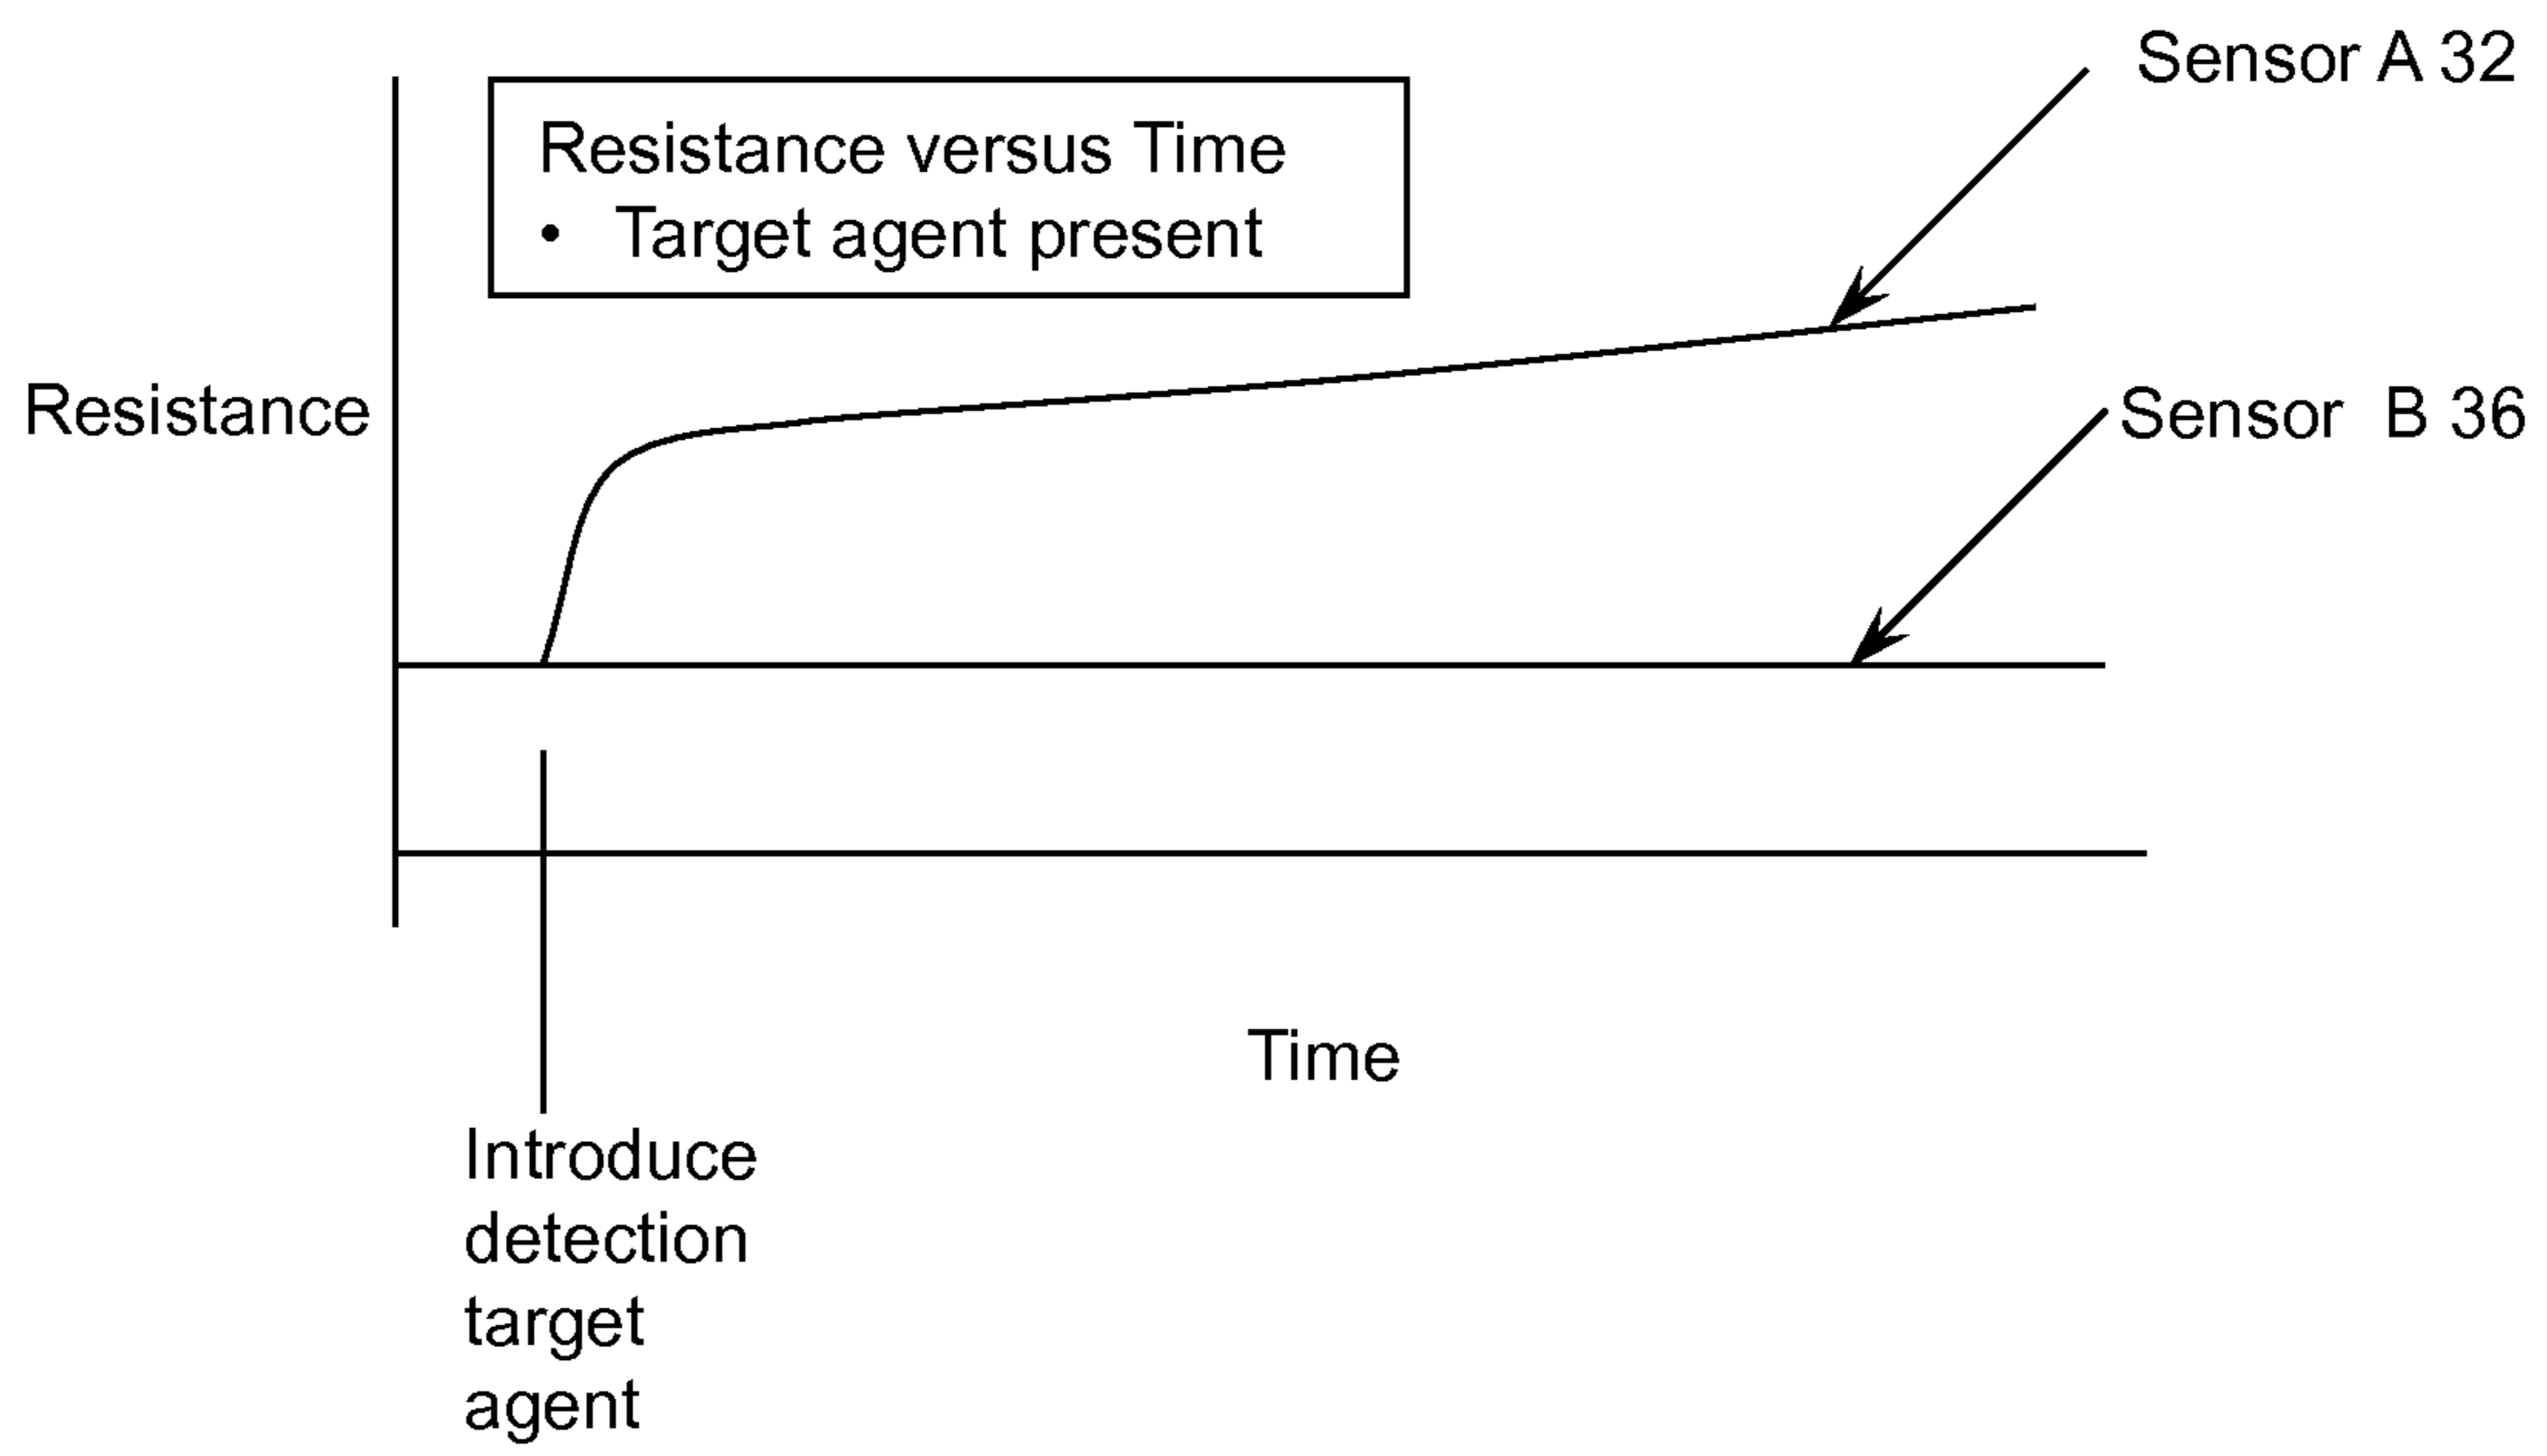 Sensor A 32
Resistance versus Time
• Target agent present
Resistance
Sensor B 36
Time
Introduce
detection
target
agent